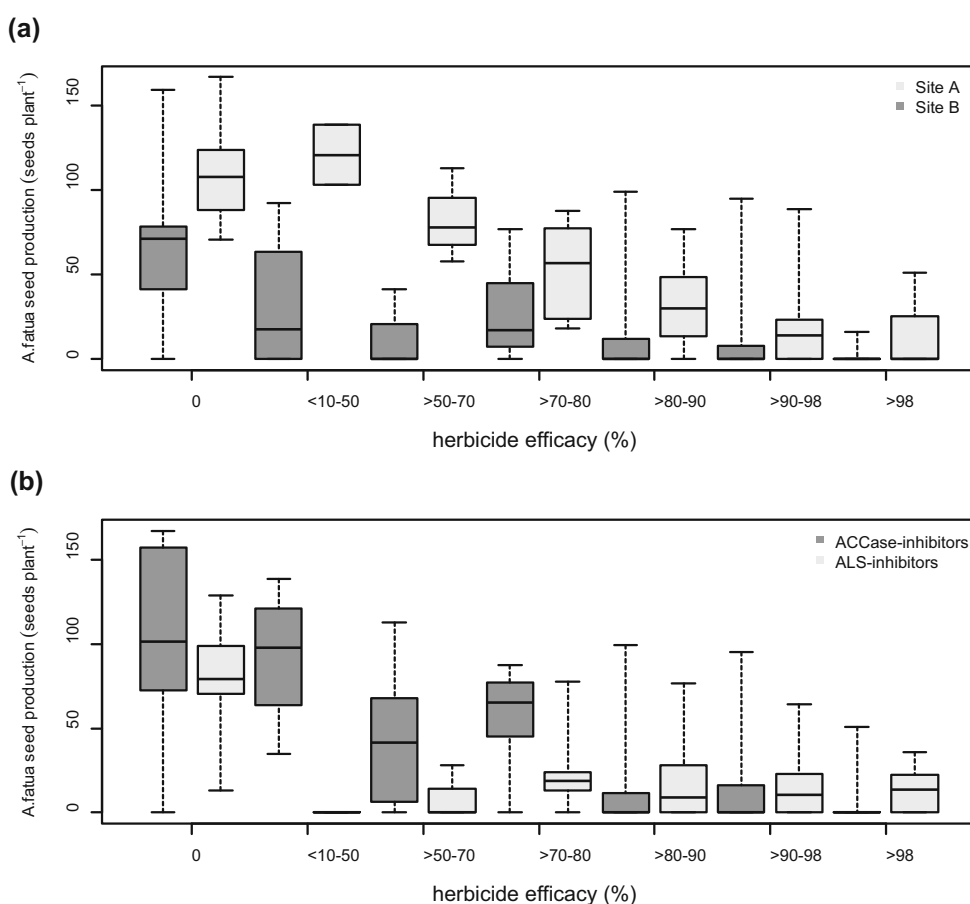 (a)
A.fatua seed production (seeds plant⁻¹)
150
100
50
0
Site A
Site B
0 <10-50 >50-70 >70-80 >80-90 >90-98 >98
herbicide efficacy (%)
(b)
A.fatua seed production (seeds plant⁻¹)
150
100
50
0
ACCase-inhibitors
ALS-inhibitors
0 <10-50 >50-70 >70-80 >80-90 >90-98 >98
herbicide efficacy (%)